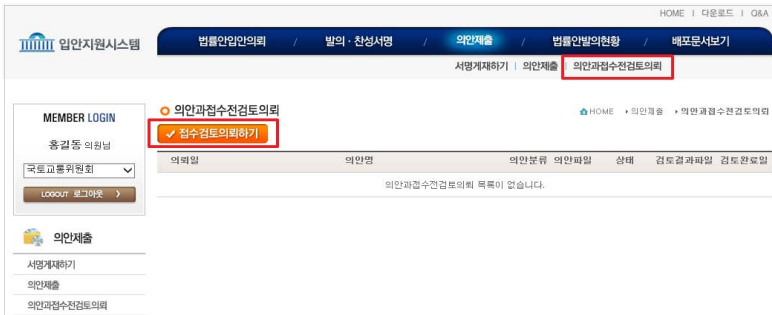 HOME | 다운로드 | Q&A
입안지원시스템
법률안입안의뢰 / 발의·찬성서명 / 의안제출 / 법률안발의현황 / 배포문서보기
서명게재하기 | 의안제출 | 의안과접수전검토의뢰
MEMBER LOGIN
홍길동 의원님
국토교통위원회
LOGOUT 로그아웃 >
의안제출
서명게재하기
의안제출
의안과접수전검토의뢰
의안과접수전검토의뢰
HOME 의안제출 의안과접수전검토의뢰
접수검토의뢰하기
의뢰일 의안명 의안분류 의안파일 상태 검토결과파일 검토완료일
의안과접수전검토의뢰 목록이 없습니다.